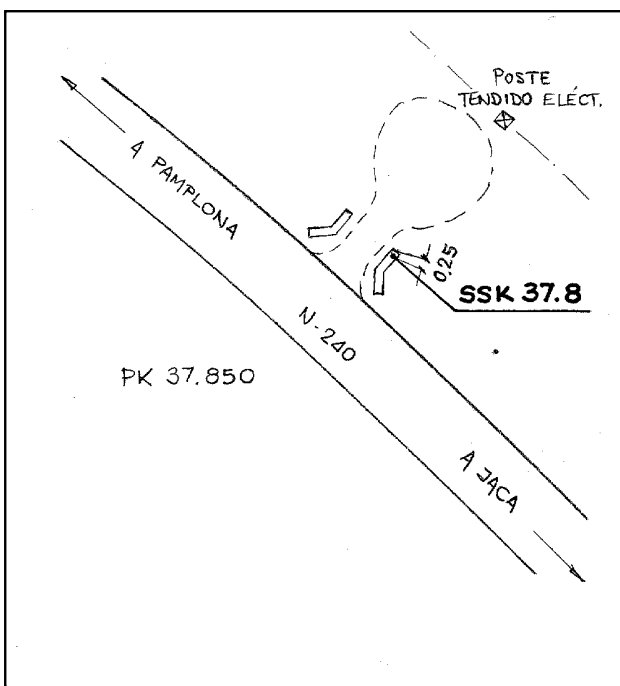 POSTE
TENDIDO ELÉCT.
A PAMPLONA
0,25
SSK 37.8
N-240
PK 37.850
A JACA